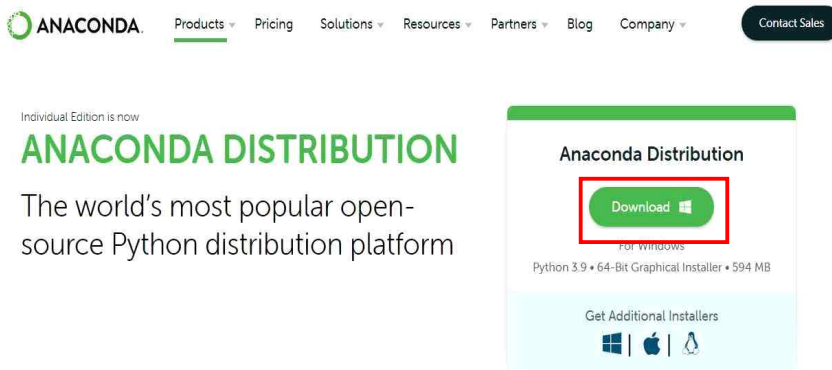 ANACONDA.
Products Pricing Solutions Resources Partners Blog Company Contact Sales
Individual Edition is now
ANACONDA DISTRIBUTION
The world's most popular open-
source Python distribution platform
Anaconda Distribution
Download
For Windows
Python 3.9 • 64-Bit Graphical Installer • 594 MB
Get Additional Installers